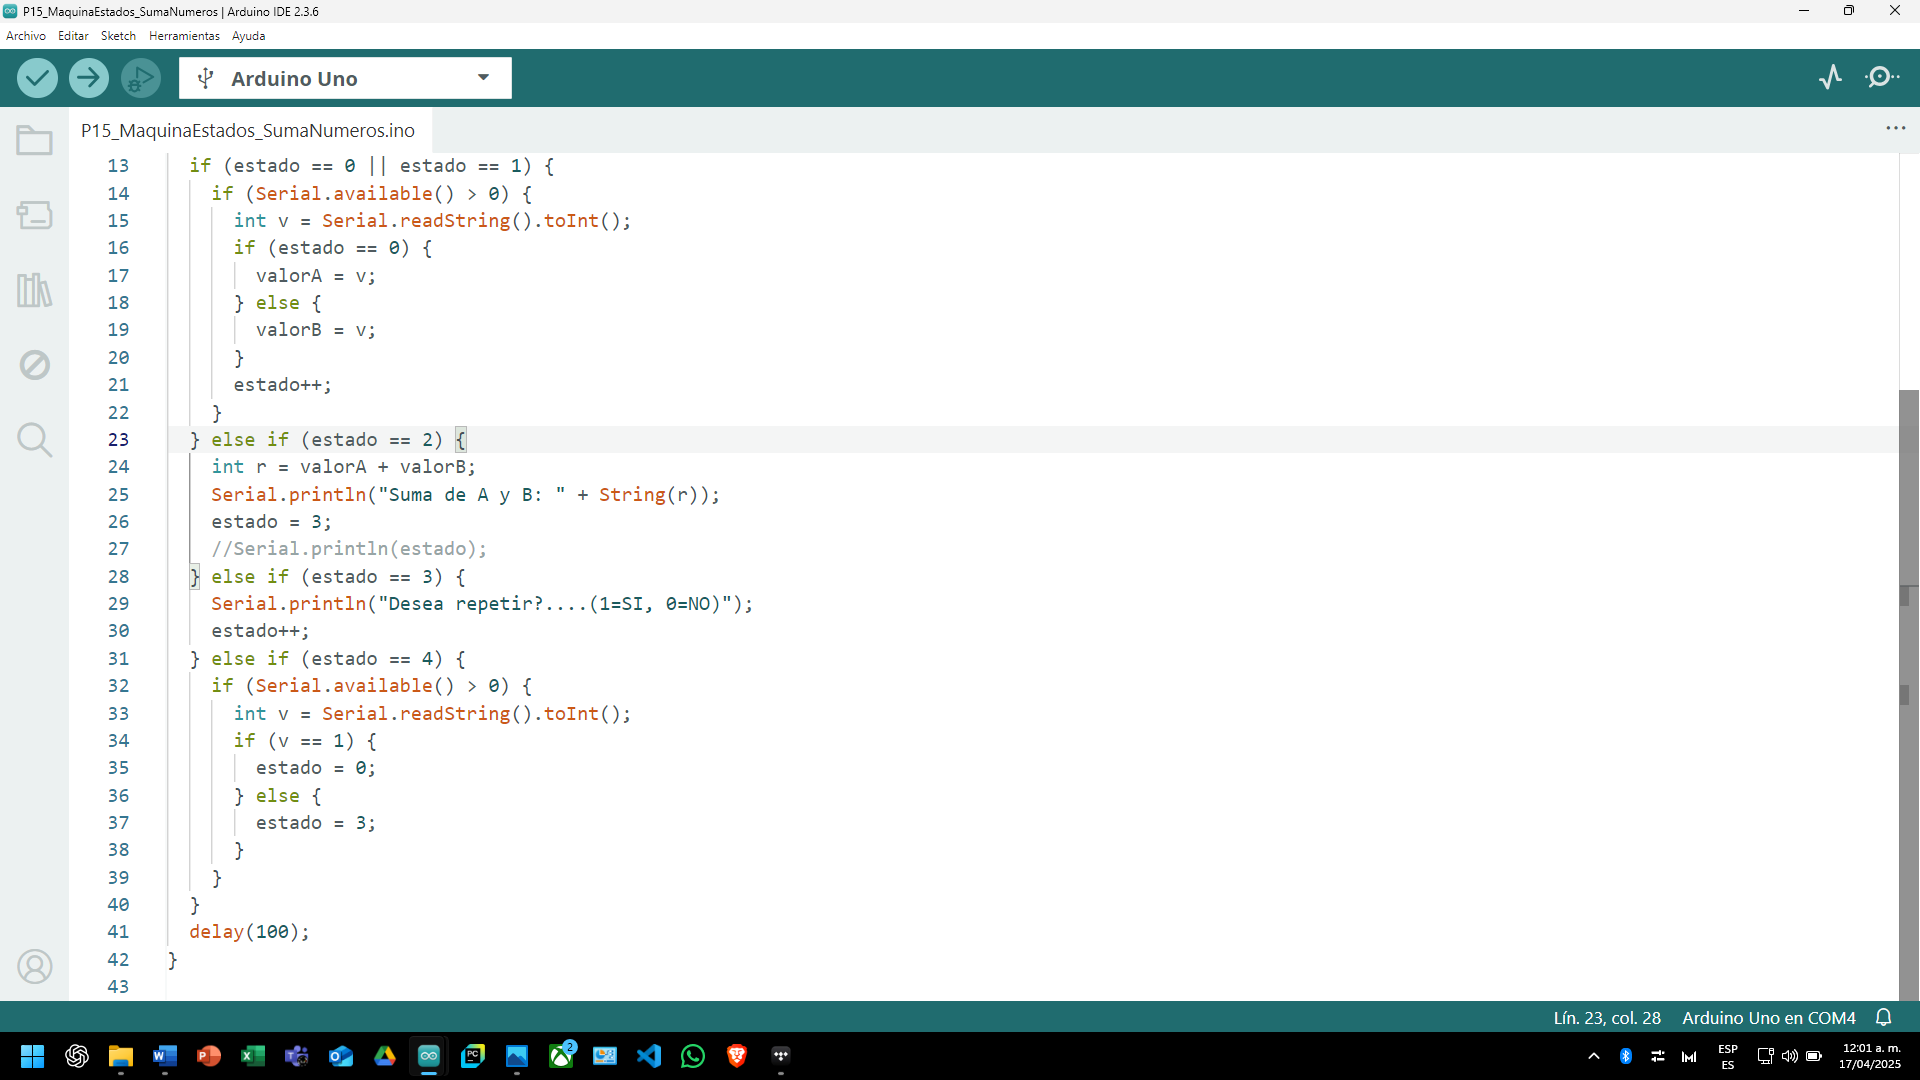 P15_MaquinaEstados_SumaNumeros | Arduino IDE 2.3.6
Archivo Editar Sketch Herramientas Ayuda
Arduino Uno
P15_MaquinaEstados_SumaNumeros.ino
13 if (estado == 0 || estado == 1) {
14 if (Serial.available() > 0) {
15 int v = Serial.readString().toInt();
16 if (estado == 0) {
17 valorA = v;
18 } else {
19 valorB = v;
20 }
21 estado++;
22 }
23 } else if (estado == 2) {
24 int r = valorA + valorB;
25 Serial.println("Suma de A y B: " + String(r));
26 estado = 3;
27 //Serial.println(estado);
28 } else if (estado == 3) {
29 Serial.println("Desea repetir?....(1=SI, 0=NO)");
30 estado++;
31 } else if (estado == 4) {
32 if (Serial.available() > 0) {
33 int v = Serial.readString().toInt();
34 if (v == 1) {
35 estado = 0;
36 } else {
37 estado = 3;
38 }
39 }
40 }
41 delay(100);
42 }
43
Lín. 23, col. 28 Arduino Uno en COM4
2
ESP
ES
12:01 a. m.
17/04/2025